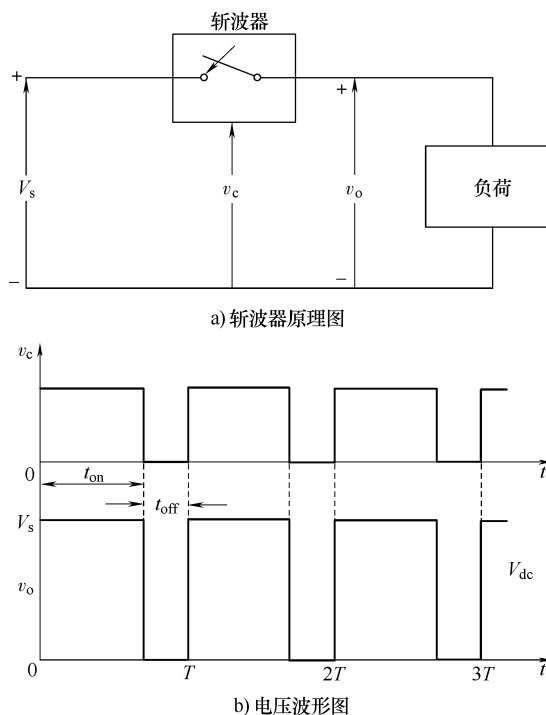 斩波器
+ +
Vs vc vo 负荷
− −
a) 斩波器原理图
vc
0 t
ton
toff
Vs
vo Vdc
0 T 2T 3T t
b) 电压波形图